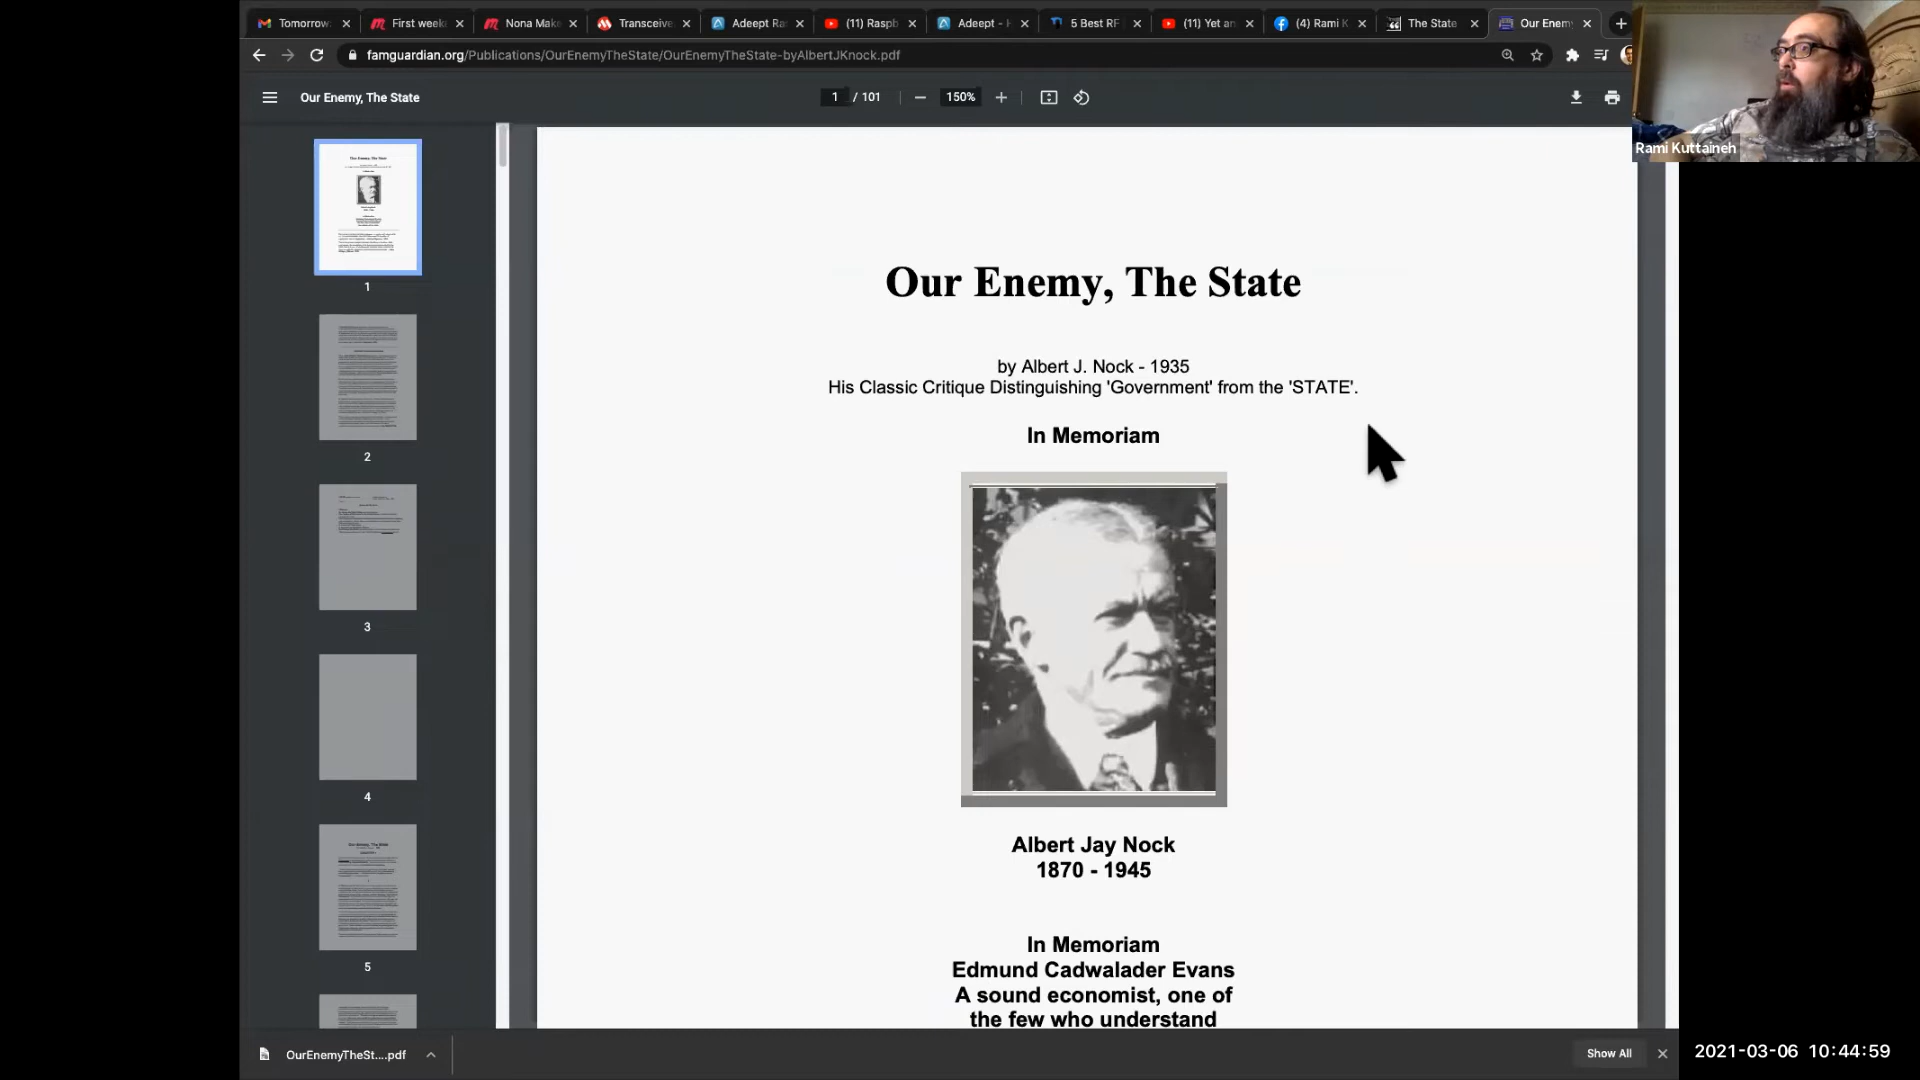 Tomorrow:
First week
Nona Make
Transceive
Adeept Ra
(11) Raspb
Adeept - H
5 Best RF
(11) Yet an
(4) Rami K
The State
Our Enemy
famguardian.org/Publications/OurEnemyTheState/OurEnemyTheState-byAlbertJKnock.pdf
Our Enemy, The State
1 / 101
150%
Rami Kuttaineh
1
2
3
4
5
Our Enemy, The State
by Albert J. Nock - 1935
His Classic Critique Distinguishing 'Government' from the 'STATE'.
In Memoriam
Albert Jay Nock
1870 - 1945
In Memoriam
Edmund Cadwalader Evans
A sound economist, one of
the few who understand
OurEnemyTheSt....pdf
Show All
2021-03-06 10:44:59